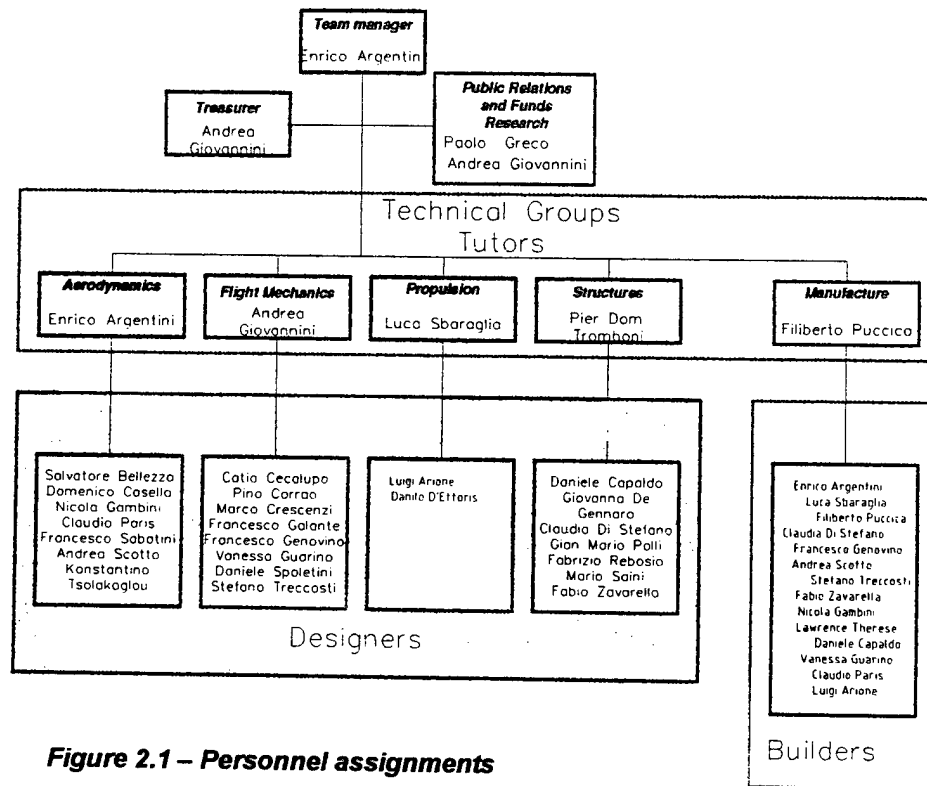 Team manager
Enrico Argentin
Treasurer
Andrea
Giovannini
Public Relations
and Funds
Research
Paolo Greco
Andrea Giovannini
Technical Groups
Tutors
Aerodynamics
Enrico Argentini
Flight Mechanics
Andrea
Giovannini
Propulsion
Luca Sbaraglia
Structures
Pier Dom
Tromboni
Manufacture
Filiberto Puccica
Salvatore Bellezza
Domenico Casella
Nicola Gambini
Claudio Paris
Francesco Sabatini
Andrea Scotto
Konstantino
Tsolakoglou
Catia Cecalupo
Pino Corrao
Marco Crescenzi
Francesco Galante
Francesco Genovino
Vanessa Guarino
Daniele Spoletini
Stefano Treccosti
Luigi Arione
Danilo D'Ettoris
Daniele Capaldo
Giovanna De
Gennaro
Claudia Di Stefano
Gian Mario Polli
Fabrizio Rebosio
Mario Saini
Fabio Zavarella
Designers
Enrico Argentini
Luca Sbaraglia
Filiberto Puccica
Claudia Di Stefano
Francesco Genovino
Andrea Scotto
Stefano Treccosti
Fabio Zavarella
Nicola Gambini
Lawrence Therese
Daniele Capaldo
Vanessa Guarino
Claudio Paris
Luigi Arione
Builders
Figure 2.1 – Personnel assignments